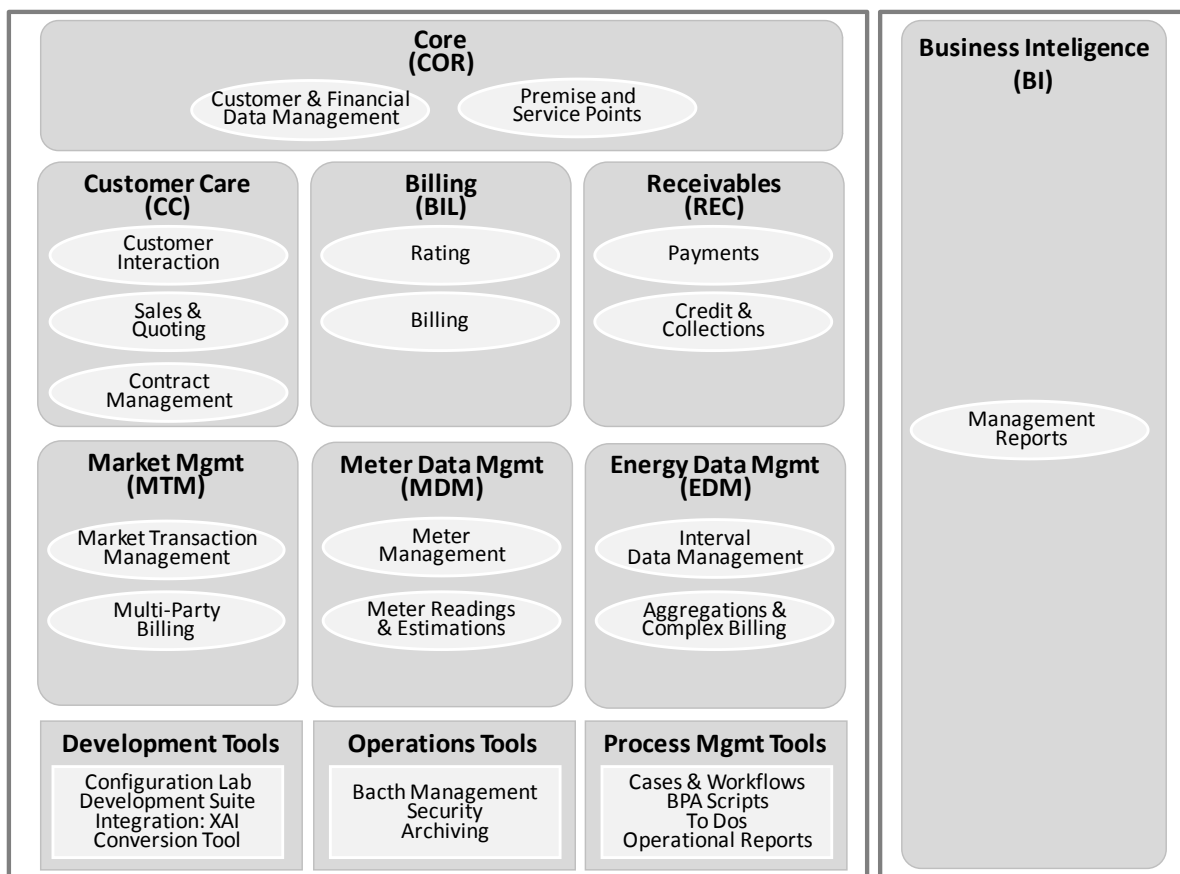 Core
(COR)
Customer & Financial
Data Management
Premise and
Service Points
Customer Care
(CC)
Customer
Interaction
Sales &
Quoting
Contract
Management
Billing
(BIL)
Rating
Billing
Receivables
(REC)
Payments
Credit &
Collections
Market Mgmt
(MTM)
Market Transaction
Management
Multi-Party
Billing
Meter Data Mgmt
(MDM)
Meter
Management
Meter Readings
& Estimations
Energy Data Mgmt
(EDM)
Interval
Data Management
Aggregations &
Complex Billing
Development Tools
Configuration Lab
Development Suite
Integration: XAI
Conversion Tool
Operations Tools
Bacth Management
Security
Archiving
Process Mgmt Tools
Cases & Workflows
BPA Scripts
To Dos
Operational Reports
Business Inteligence
(BI)
Management
Reports